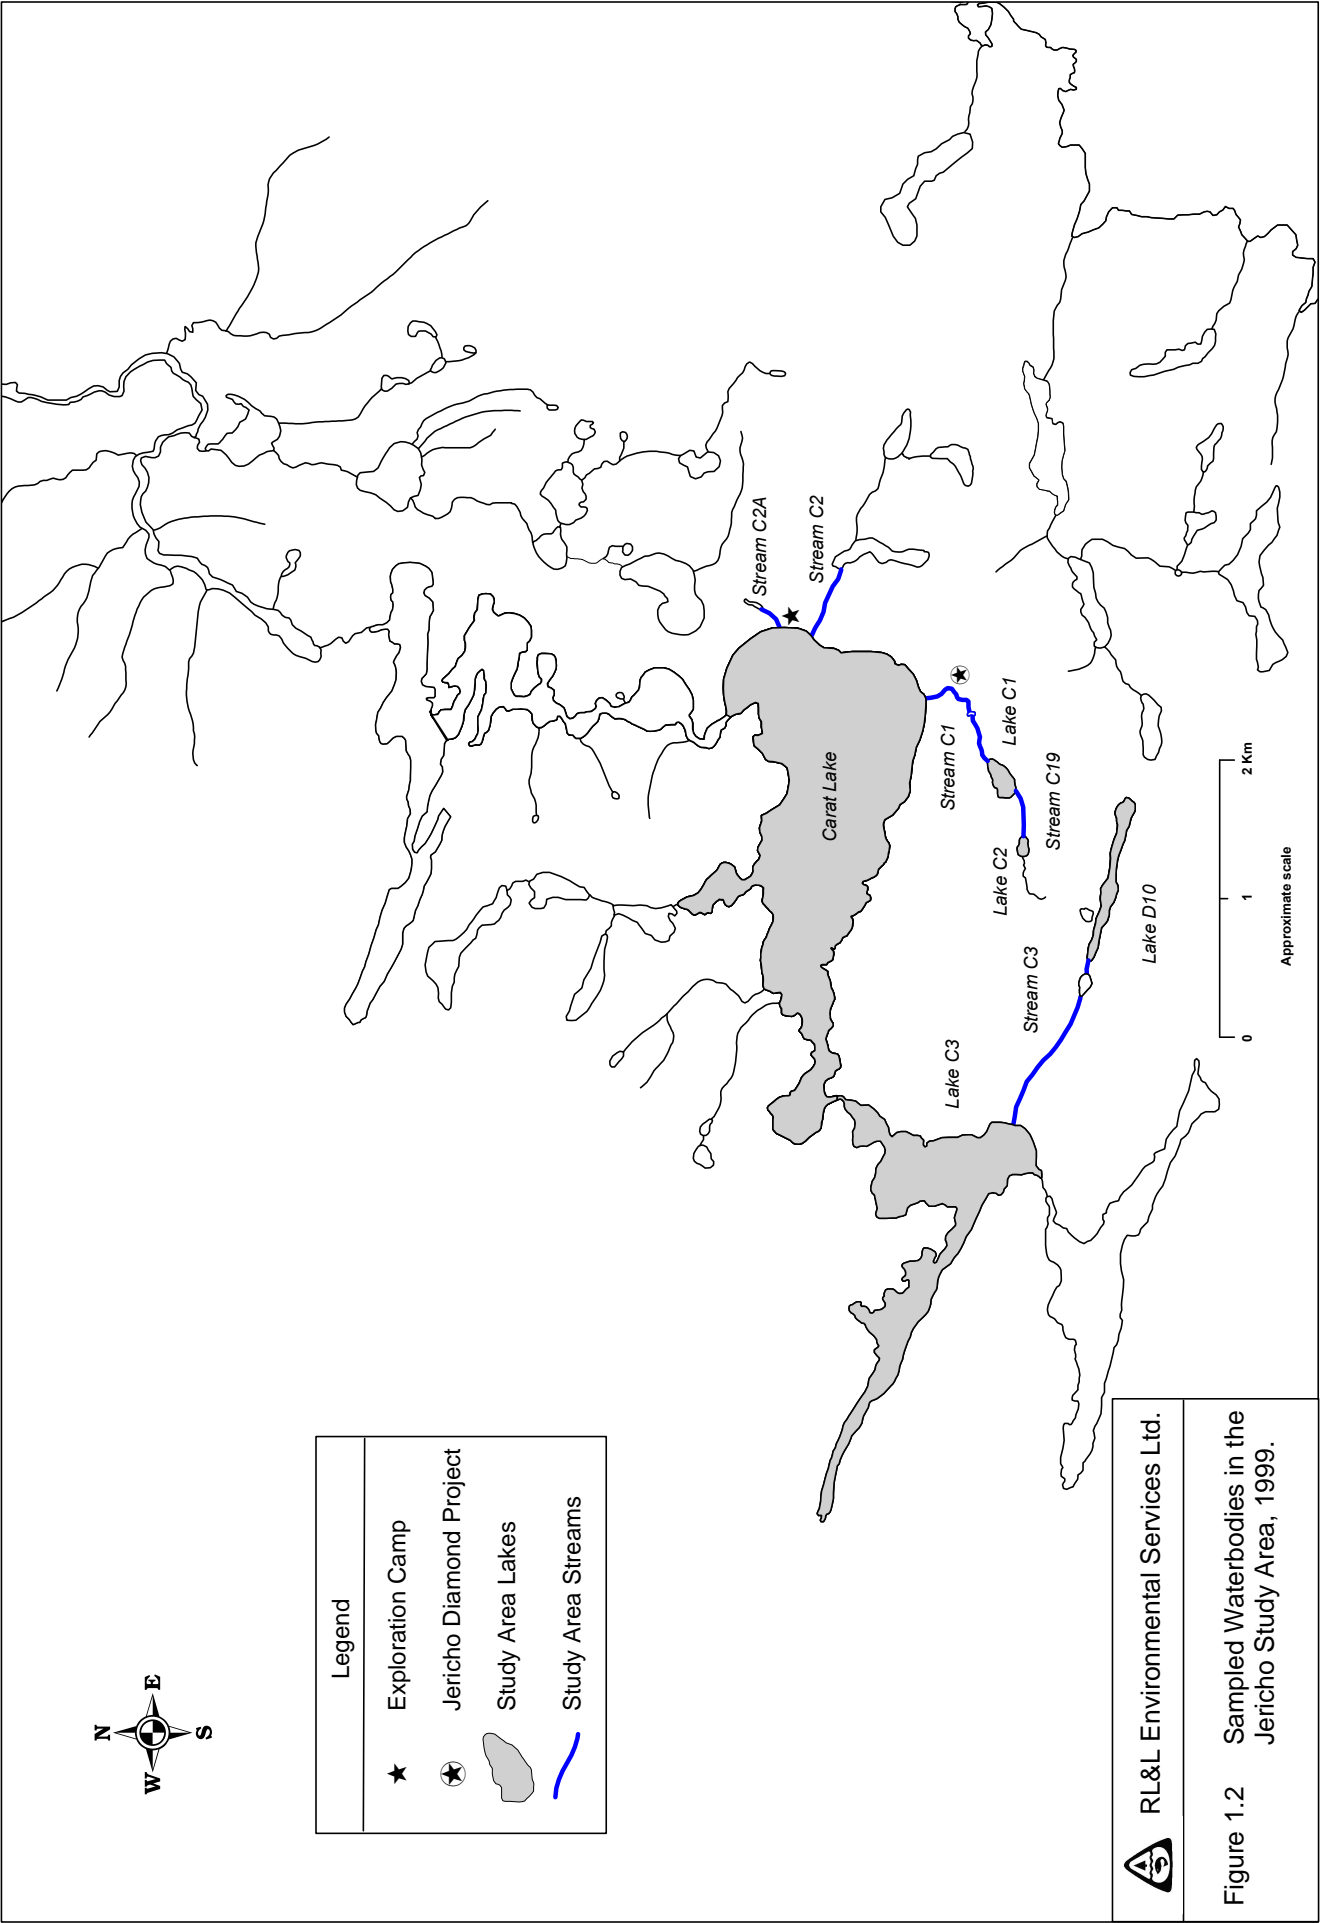 N
W
E
S
Legend
Exploration Camp
Jericho Diamond Project
Study Area Lakes
Study Area Streams
Stream C2A
Stream C2
Carat Lake
Stream C1
Lake C1
Stream C19
Lake C2
Lake D10
Stream C3
Lake C3
0
1
2 Km
Approximate scale
RL&L Environmental Services Ltd.
Figure 1.2 Sampled Waterbodies in the
Jericho Study Area, 1999.